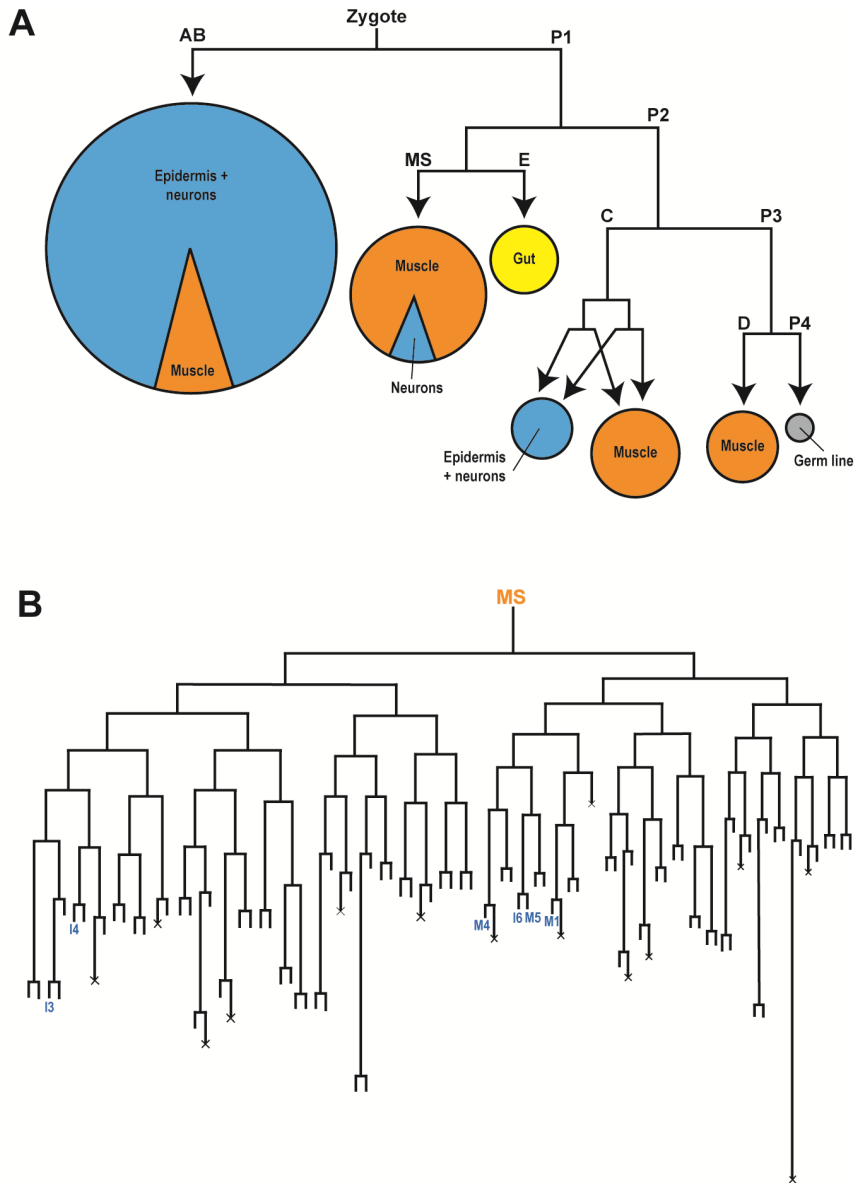 A
Zygote
AB
P1
P2
MS
E
C
P3
D
P4
Epidermis +
neurons
Muscle
Muscle
Neurons
Gut
Epidermis
+ neurons
Muscle
Muscle
Germ line
B
MS
I4
I3
M4
I6 M5
M1